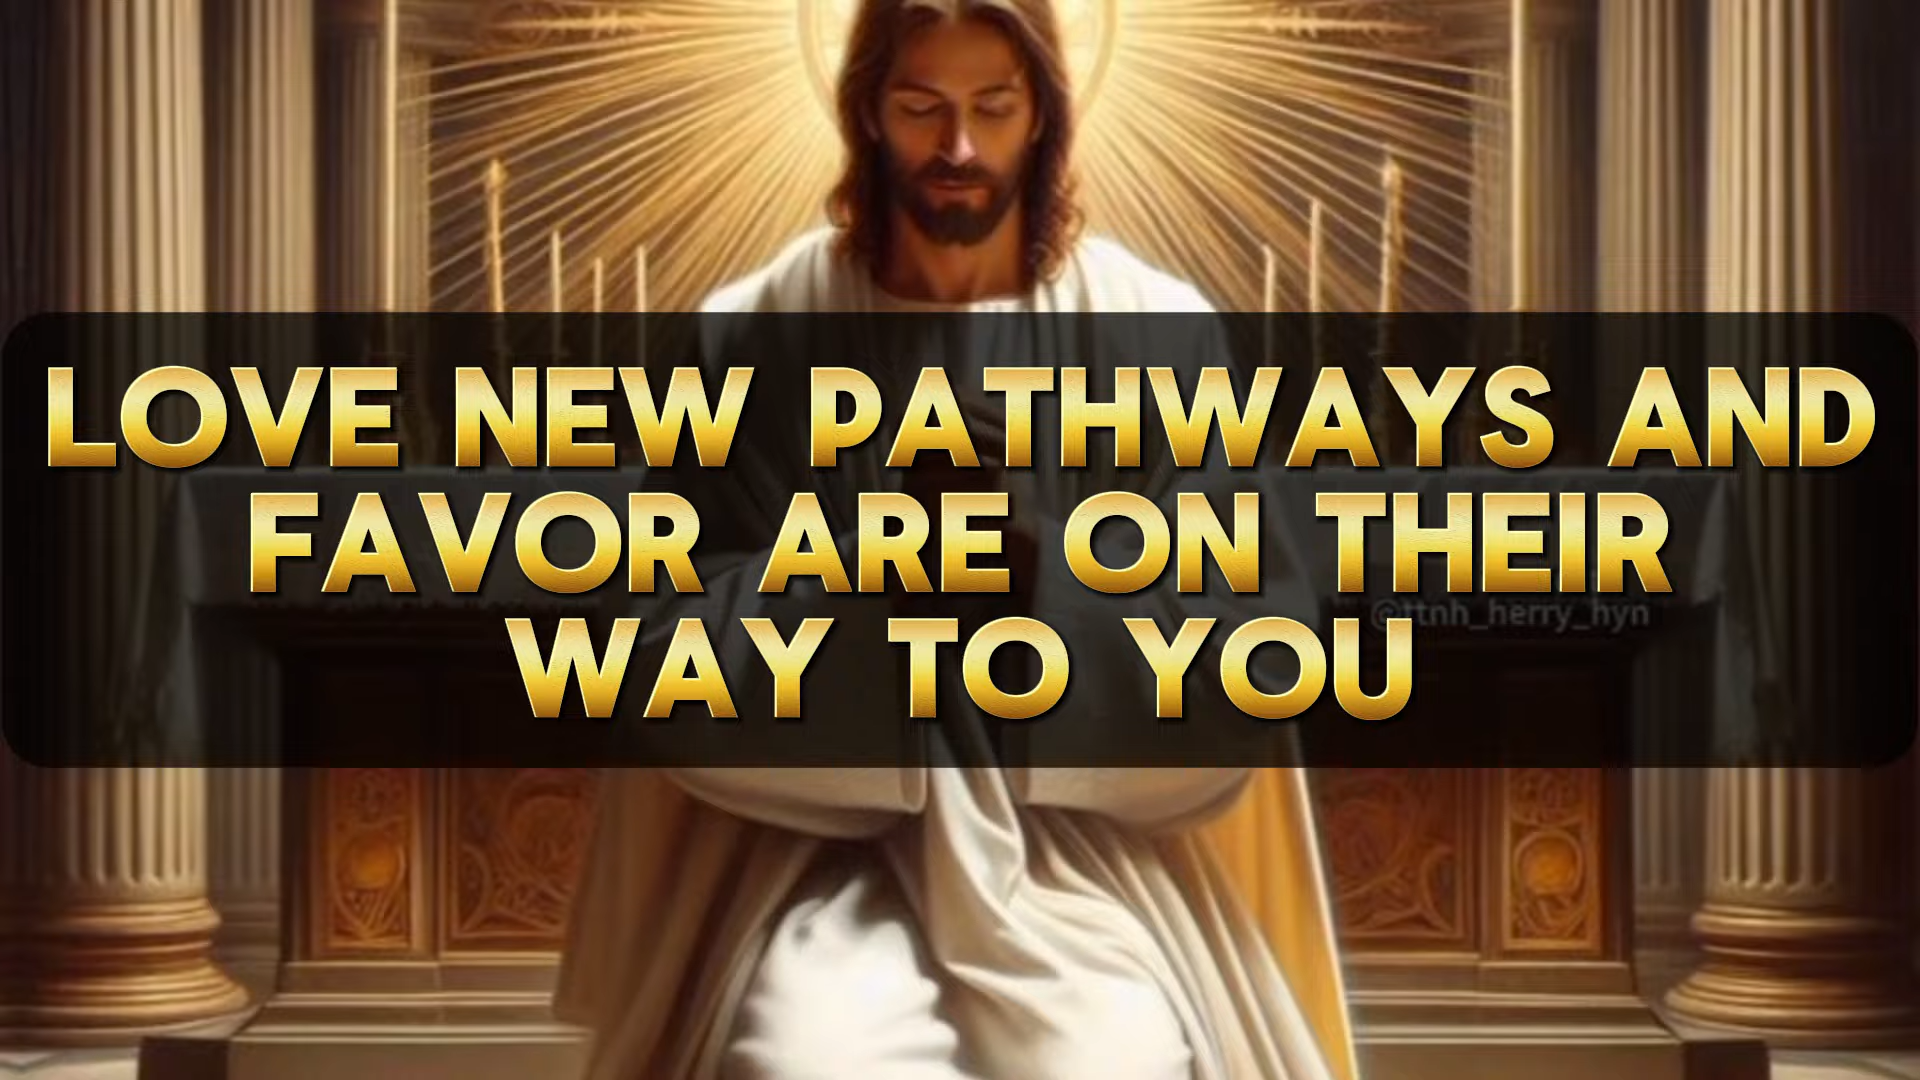 LOVE NEW PATHWAYS AND
FAVOR ARE ON THEIR
@ttnh_herry_hyn
WAY TO YOU